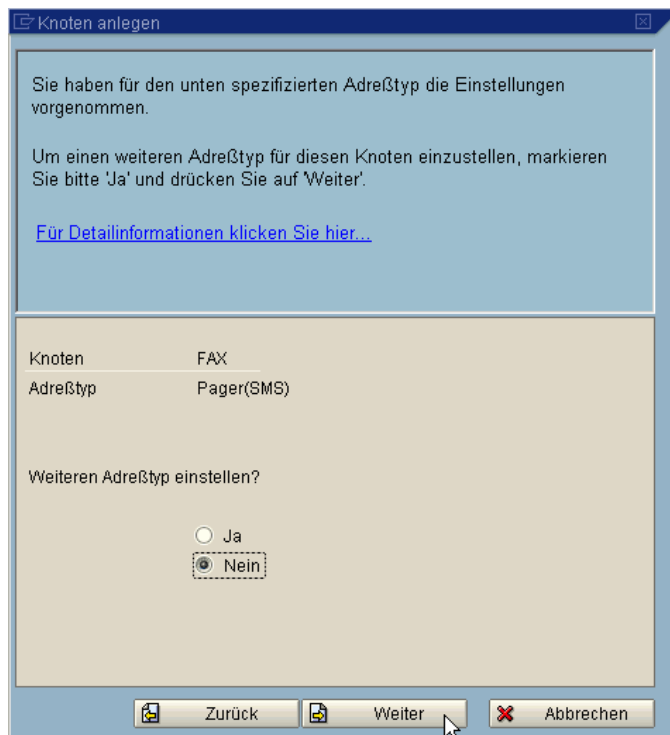 Knoten anlegen
Sie haben für den unten spezifizierten Adreßtyp die Einstellungen
vorgenommen.
Um einen weiteren Adreßtyp für diesen Knoten einzustellen, markieren
Sie bitte 'Ja' und drücken Sie auf 'Weiter'.
Für Detailinformationen klicken Sie hier...
Knoten FAX
Adreßtyp Pager(SMS)
Weiteren Adreßtyp einstellen?
Ja
Nein
Zurück Weiter Abbrechen